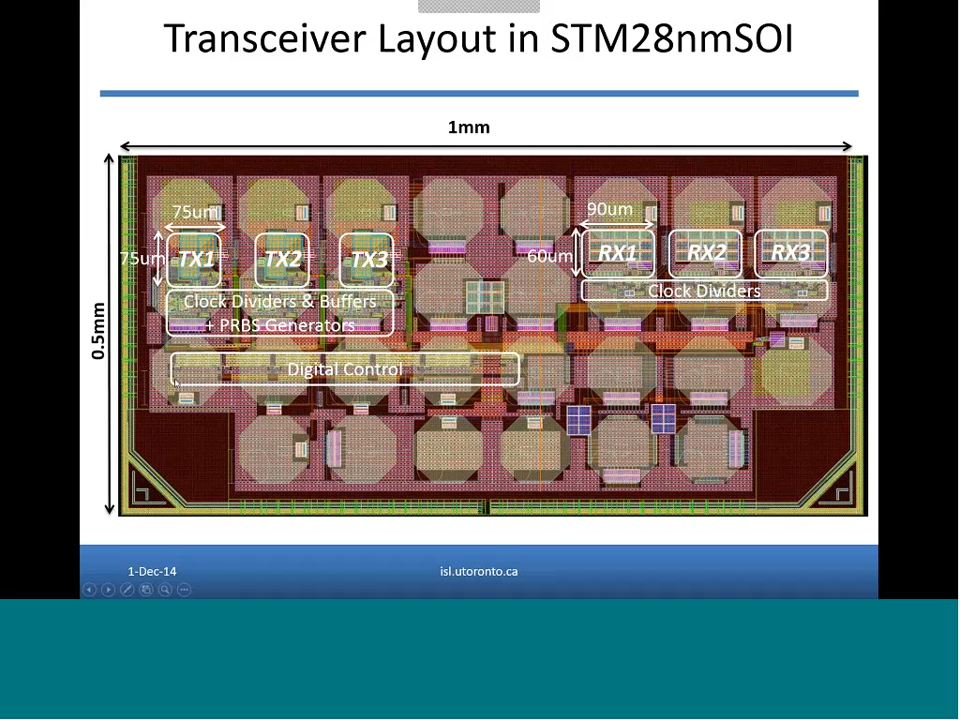 Transceiver Layout in STM28nmSOI
1mm
0.5mm
75um
75um
TX1
TX2
TX3
Clock Dividers & Buffers
+ PRBS Generators
Digital Control
90um
60um
RX1
RX2
RX3
Clock Dividers
1-Dec-14
isl.utoronto.ca